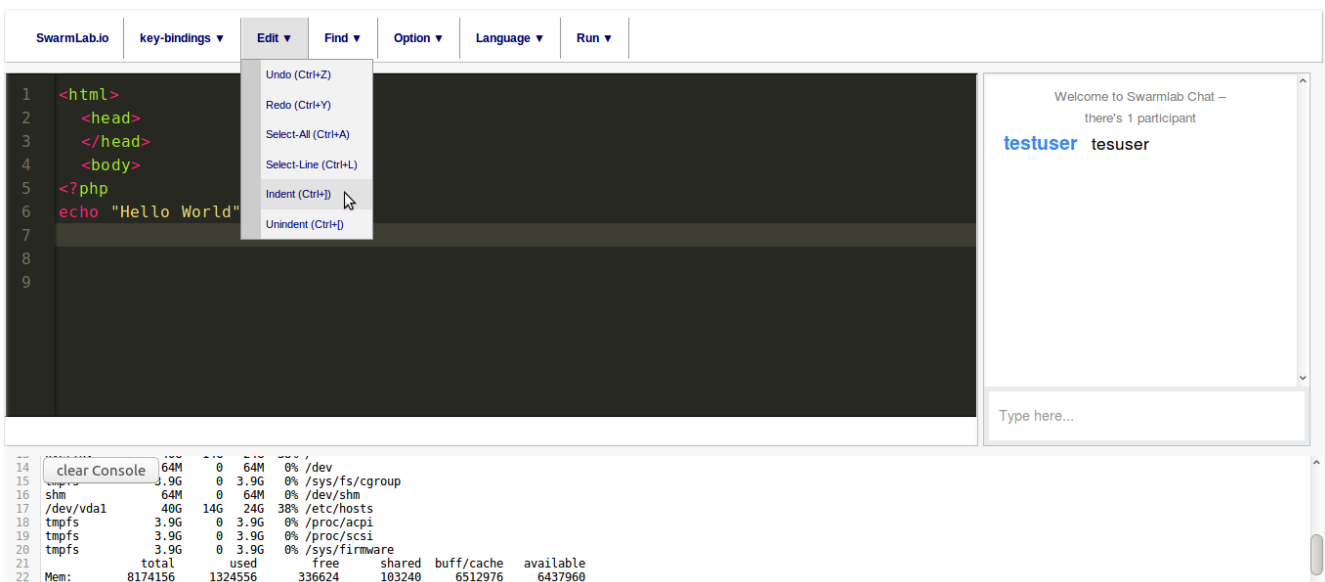 SwarmLab.io key-bindings ▼ Edit ▼ Find ▼ Option ▼ Language ▼ Run ▼
Undo (Ctrl+Z)
Redo (Ctrl+Y)
Select-All (Ctrl+A)
Select-Line (Ctrl+L)
Indent (Ctrl+])
Unindent (Ctrl+[)
1 <html>
2 <head>
3 </head>
4 <body>
5 <?php
6 echo "Hello World"
7
8
9
Welcome to Swarmlab Chat –
there's 1 participant
testuser tesuser
Type here...
clear Console
14 64M 0 64M 0% /dev
15 tmpfs 3.9G 0 3.9G 0% /sys/fs/cgroup
16 shm 64M 0 64M 0% /dev/shm
17 /dev/vda1 40G 14G 24G 38% /etc/hosts
18 tmpfs 3.9G 0 3.9G 0% /proc/acpi
19 tmpfs 3.9G 0 3.9G 0% /proc/scsi
20 tmpfs 3.9G 0 3.9G 0% /sys/firmware
21 total used free shared buff/cache available
22 Mem: 8174156 1324556 336624 103240 6512976 6437960